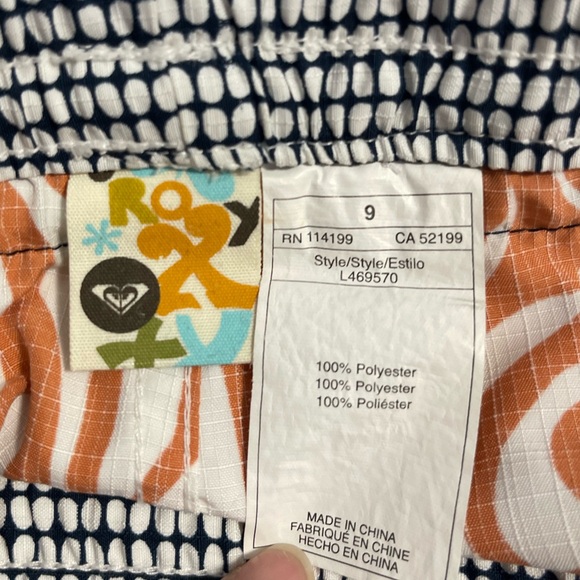 ROXY
9
RN 114199 CA 52199
Style/Style/Estilo
L469570
100% Polyester
100% Polyester
100% Poliéster
MADE IN CHINA
FABRIQUÉ EN CHINE
HECHO EN CHINA